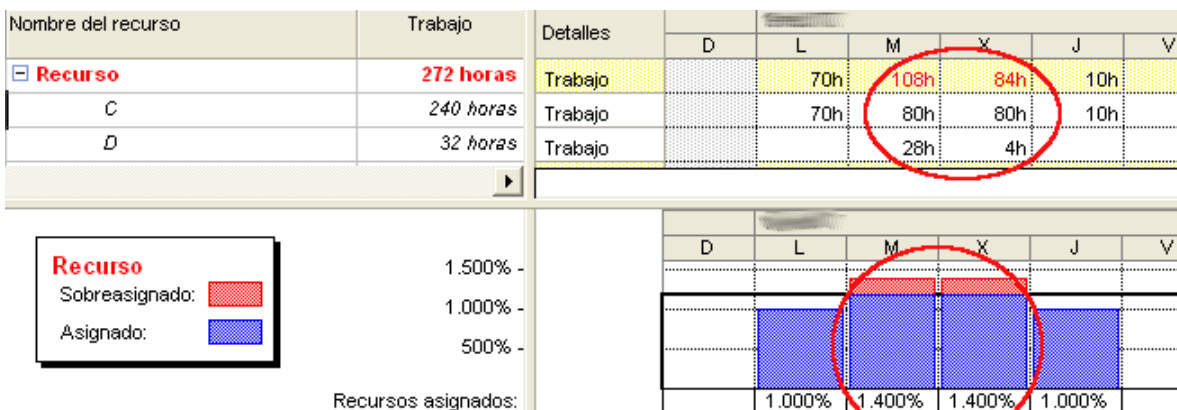 Nombre del recurso Trabajo Detalles
D L M X J V
Recurso 272 horas Trabajo 70h 108h 84h 10h
C 240 horas Trabajo 70h 80h 80h 10h
D 32 horas Trabajo 28h 4h
D L M X J V
Recurso
Sobreasignado:
Asignado:
1.500%
1.000%
500%
Recursos asignados: 1.000% 1.400% 1.400% 1.000%